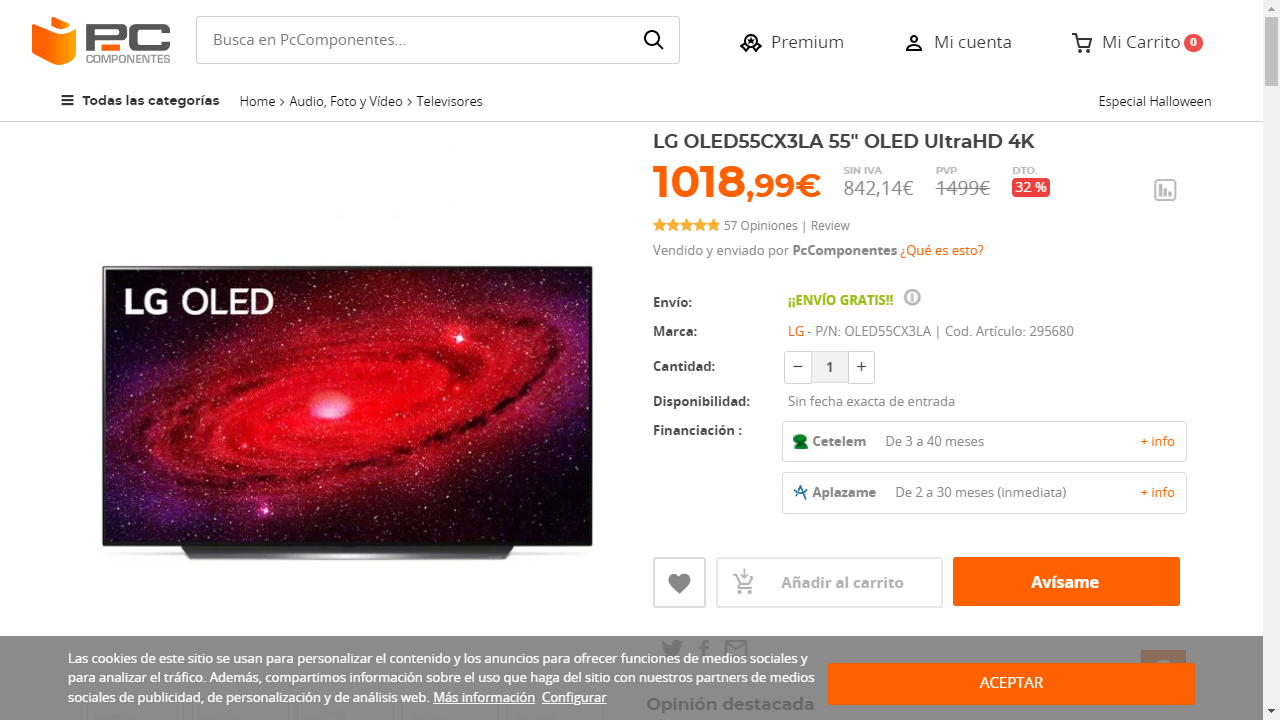 PC COMPONENTES
Busca en PcComponentes...
Premium
Mi cuenta
Mi Carrito 0
Todas las categorías
Home > Audio, Foto y Vídeo > Televisores
Especial Halloween
LG OLED
LG OLED55CX3LA 55" OLED UltraHD 4K
1018,99€
SIN IVA
842,14€
PVP
1499€
DTO.
32 %
57 Opiniones | Review
Vendido y enviado por PcComponentes ¿Qué es esto?
Envío: ¡¡ENVÍO GRATIS!!
Marca: LG - P/N: OLED55CX3LA | Cod. Artículo: 295680
Cantidad: − 1 +
Disponibilidad: Sin fecha exacta de entrada
Financiación :
Cetelem De 3 a 40 meses + info
Aplazame De 2 a 30 meses (inmediata) + info
Añadir al carrito
Avísame
Las cookies de este sitio se usan para personalizar el contenido y los anuncios para ofrecer funciones de medios sociales y
para analizar el tráfico. Además, compartimos información sobre el uso que haga del sitio con nuestros partners de medios
sociales de publicidad, de personalización y de análisis web. Más información Configurar
ACEPTAR
Opinión destacada